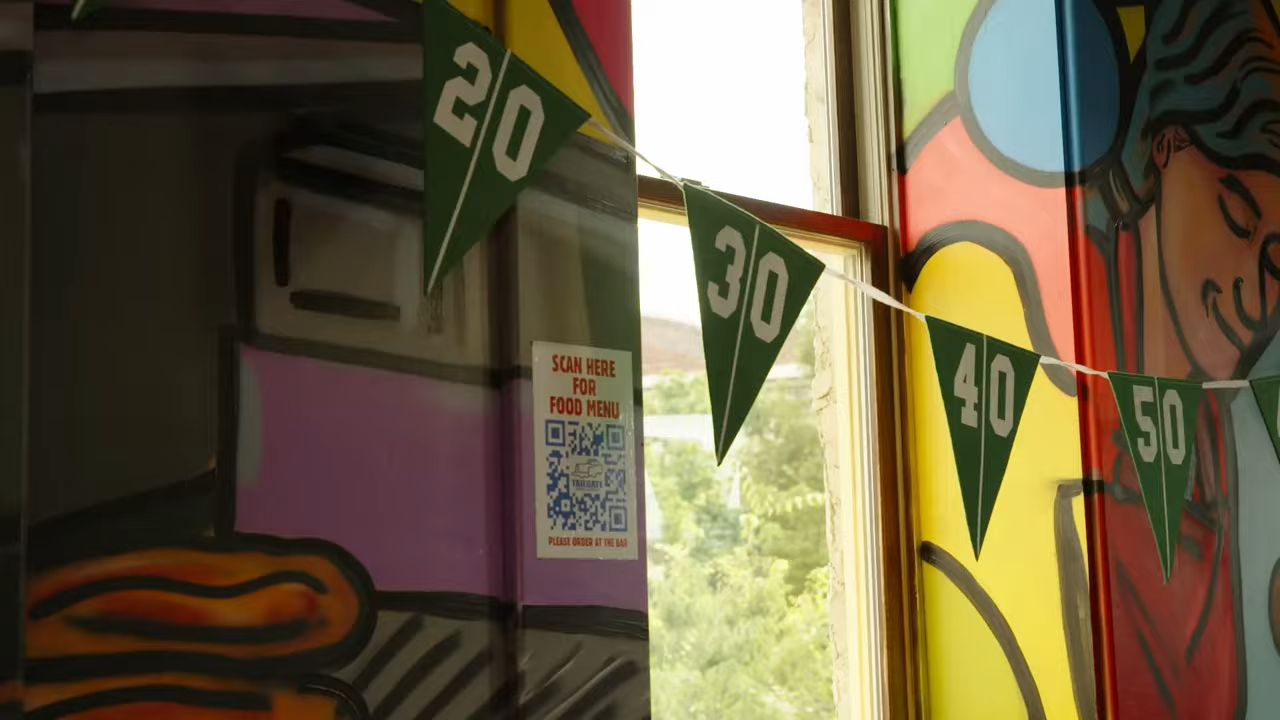 20
30
40
50
SCAN HERE
FOR
FOOD MENU
TAILGATE
PLEASE ORDER AT THE BAR